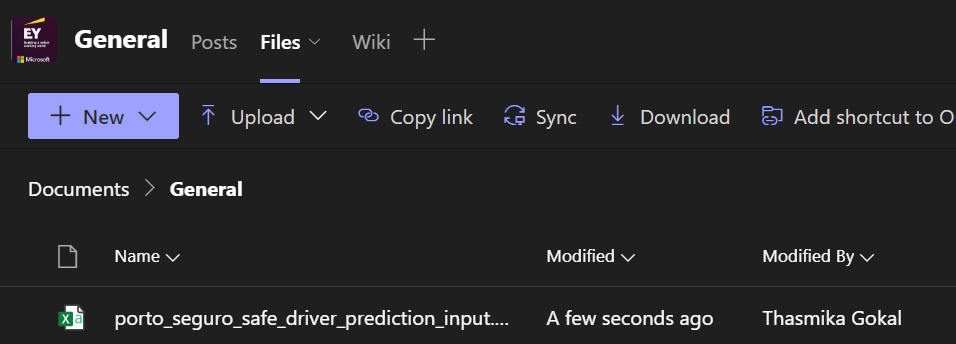 EY
Building a better
working world
Microsoft
General Posts Files Wiki
New Upload Copy link Sync Download Add shortcut to O
Documents > General
Name Modified Modified By
porto_seguro_safe_driver_prediction_input.... A few seconds ago Thasmika Gokal